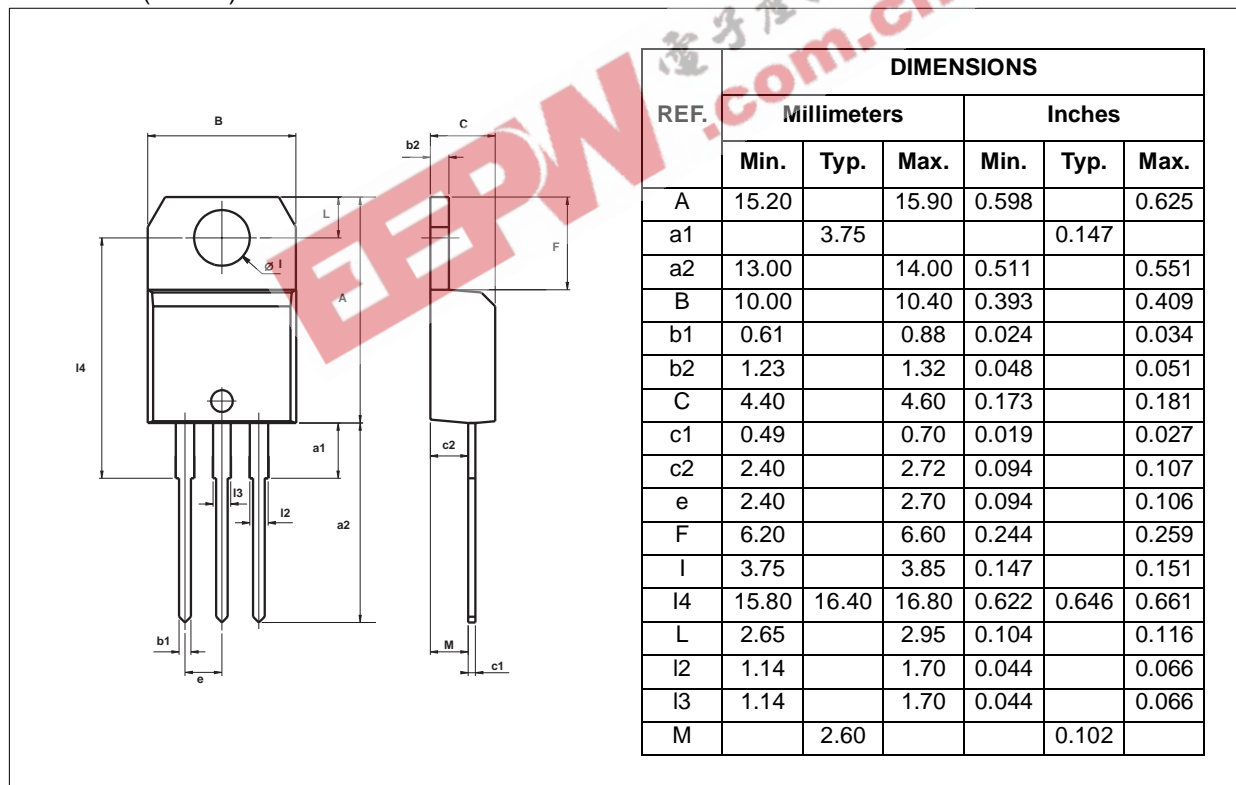 B
C
b2
L
F
Ø I
A
I4
a1
c2
I3
I2
a2
b1
M
c1
e
EEPW
.com.c
DIMENSIONS
REF. Millimeters Inches
Min. Typ. Max. Min. Typ. Max.
A 15.20 15.90 0.598 0.625
a1 3.75 0.147
a2 13.00 14.00 0.511 0.551
B 10.00 10.40 0.393 0.409
b1 0.61 0.88 0.024 0.034
b2 1.23 1.32 0.048 0.051
C 4.40 4.60 0.173 0.181
c1 0.49 0.70 0.019 0.027
c2 2.40 2.72 0.094 0.107
e 2.40 2.70 0.094 0.106
F 6.20 6.60 0.244 0.259
I 3.75 3.85 0.147 0.151
I4 15.80 16.40 16.80 0.622 0.646 0.661
L 2.65 2.95 0.104 0.116
I2 1.14 1.70 0.044 0.066
I3 1.14 1.70 0.044 0.066
M 2.60 0.102